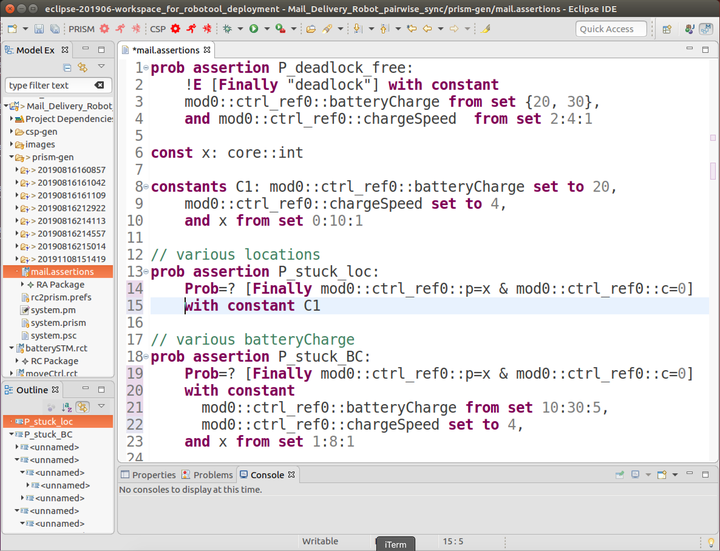 eclipse-201906-workspace_for_robotool_deployment - Mail_Delivery_Robot_pairwise_sync/prism-gen/mail.assertions - Eclipse IDE
PRISM
CSP
Quick Access
Model Ex
type filter text
> Mail_Delivery_Robot_
Project Dependencies
csp-gen
images
> prism-gen
> 20190816160857
> 20190816161042
> 20190816161109
> 20190816212922
> 20190816214113
> 20190816214557
> 20190816215014
> 20191108151419
mail.assertions
RA Package
rc2prism.prefs
system.pm
system.prism
system.psc
batterySTM.rct
RC Package
moveCtrl.rct
Outline
P_stuck_loc
P_stuck_BC
<unnamed>
<unnamed>
<unnamed>
<unnamed>
<unnamed>
<unnamed>
<unnamed>
*mail.assertions
1 prob assertion P_deadlock_free:
2 !E [Finally "deadlock"] with constant
3 mod0::ctrl_ref0::batteryCharge from set {20, 30},
4 and mod0::ctrl_ref0::chargeSpeed  from set 2:4:1
5
6 const x: core::int
7
8 constants C1: mod0::ctrl_ref0::batteryCharge set to 20,
9 mod0::ctrl_ref0::chargeSpeed set to 4,
10 and x from set 0:10:1
11
12 // various locations
13 prob assertion P_stuck_loc:
14 Prob=? [Finally mod0::ctrl_ref0::p=x & mod0::ctrl_ref0::c=0]
15 with constant C1
16
17 // various batteryCharge
18 prob assertion P_stuck_BC:
19 Prob=? [Finally mod0::ctrl_ref0::p=x & mod0::ctrl_ref0::c=0]
20 with constant
21 mod0::ctrl_ref0::batteryCharge from set 10:30:5,
22 mod0::ctrl_ref0::chargeSpeed set to 4,
23 and x from set 1:8:1
24
Properties Problems Console
No consoles to display at this time.
Writable
15 : 5
iTerm